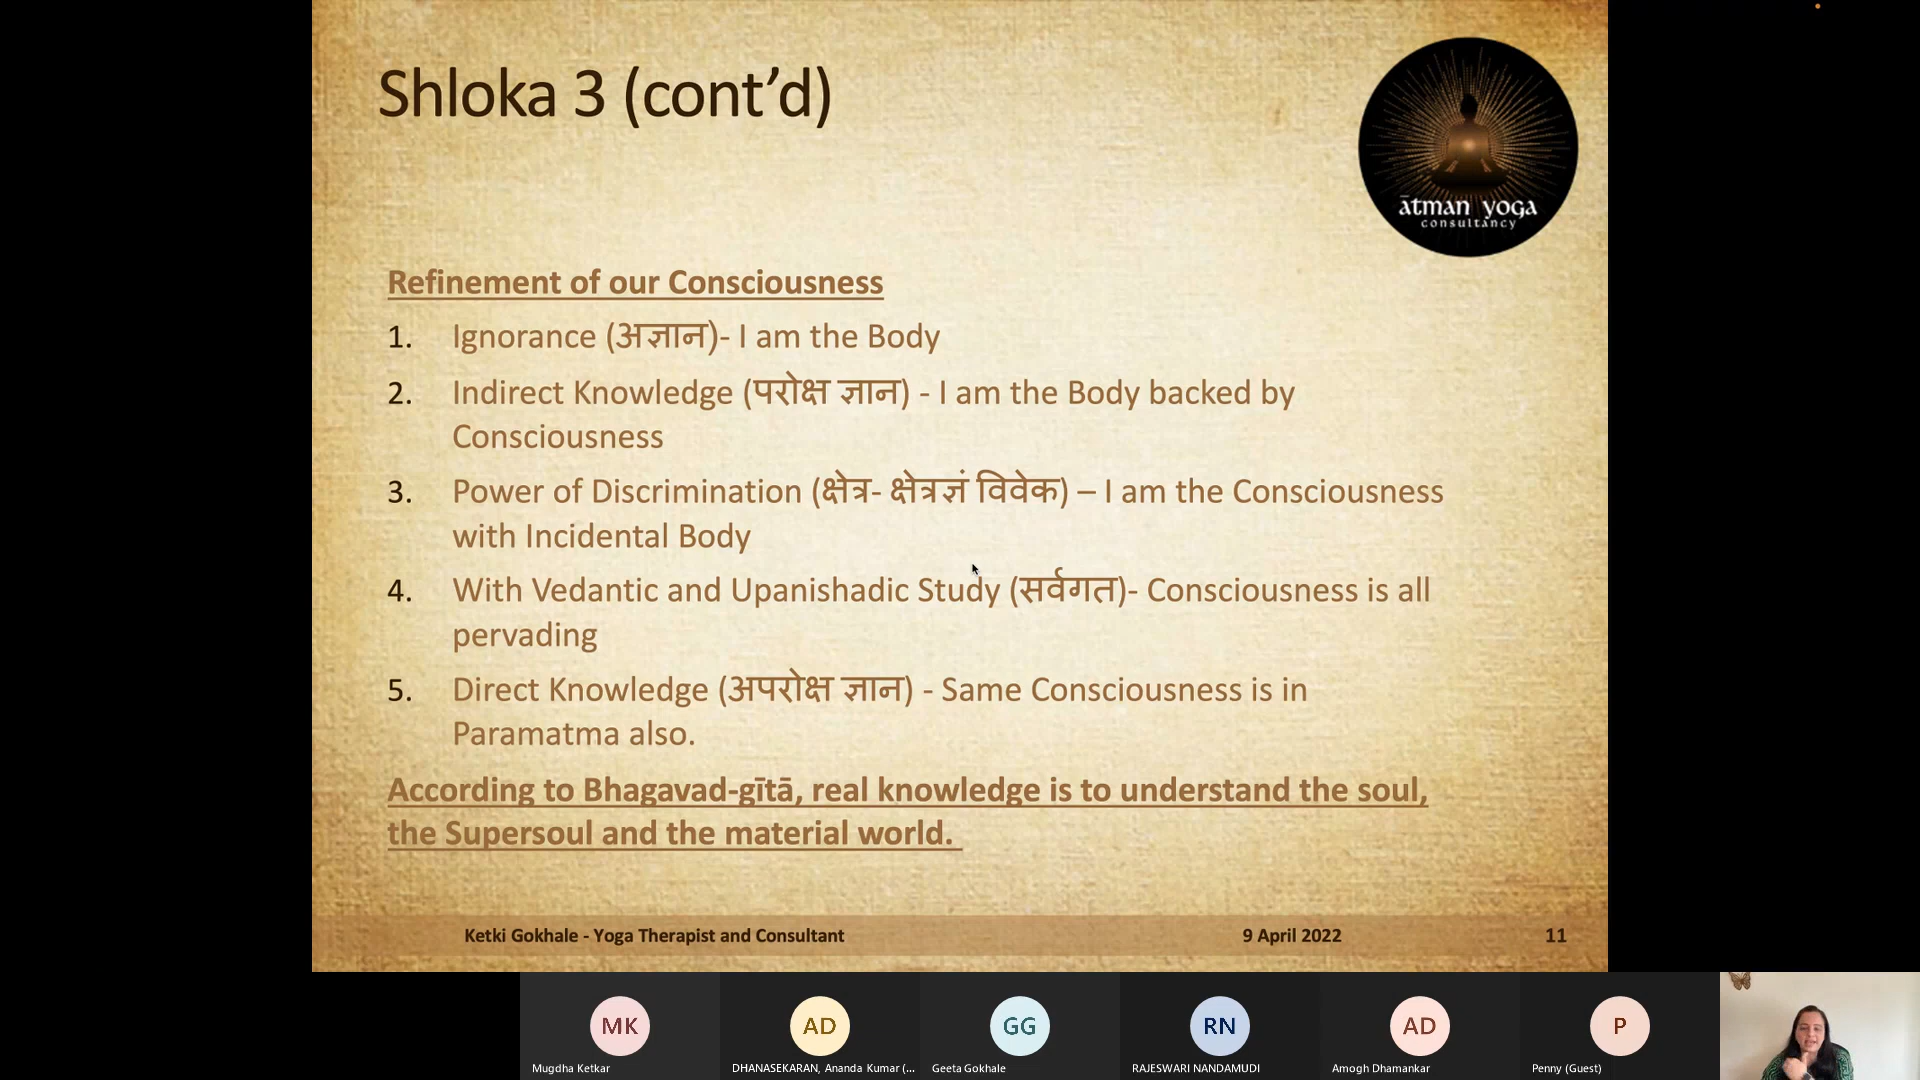 Shloka 3 (cont’d)
ātman yoga
consultancy
Refinement of our Consciousness
1. Ignorance (अज्ञान)- I am the Body
2. Indirect Knowledge (परोक्ष ज्ञान) - I am the Body backed by
Consciousness
3. Power of Discrimination (क्षेत्र- क्षेत्रज्ञं विवेक) – I am the Consciousness
with Incidental Body
4. With Vedantic and Upanishadic Study (सर्वगत)- Consciousness is all
pervading
5. Direct Knowledge (अपरोक्ष ज्ञान) - Same Consciousness is in
Paramatma also.
According to Bhagavad-gītā, real knowledge is to understand the soul,
the Supersoul and the material world.
Ketki Gokhale - Yoga Therapist and Consultant 9 April 2022 11
MK AD GG RN AD P
Mugdha Ketkar DHANASEKARAN, Ananda Kumar (... Geeta Gokhale RAJESWARI NANDAMUDI Amogh Dhamankar Penny (Guest)